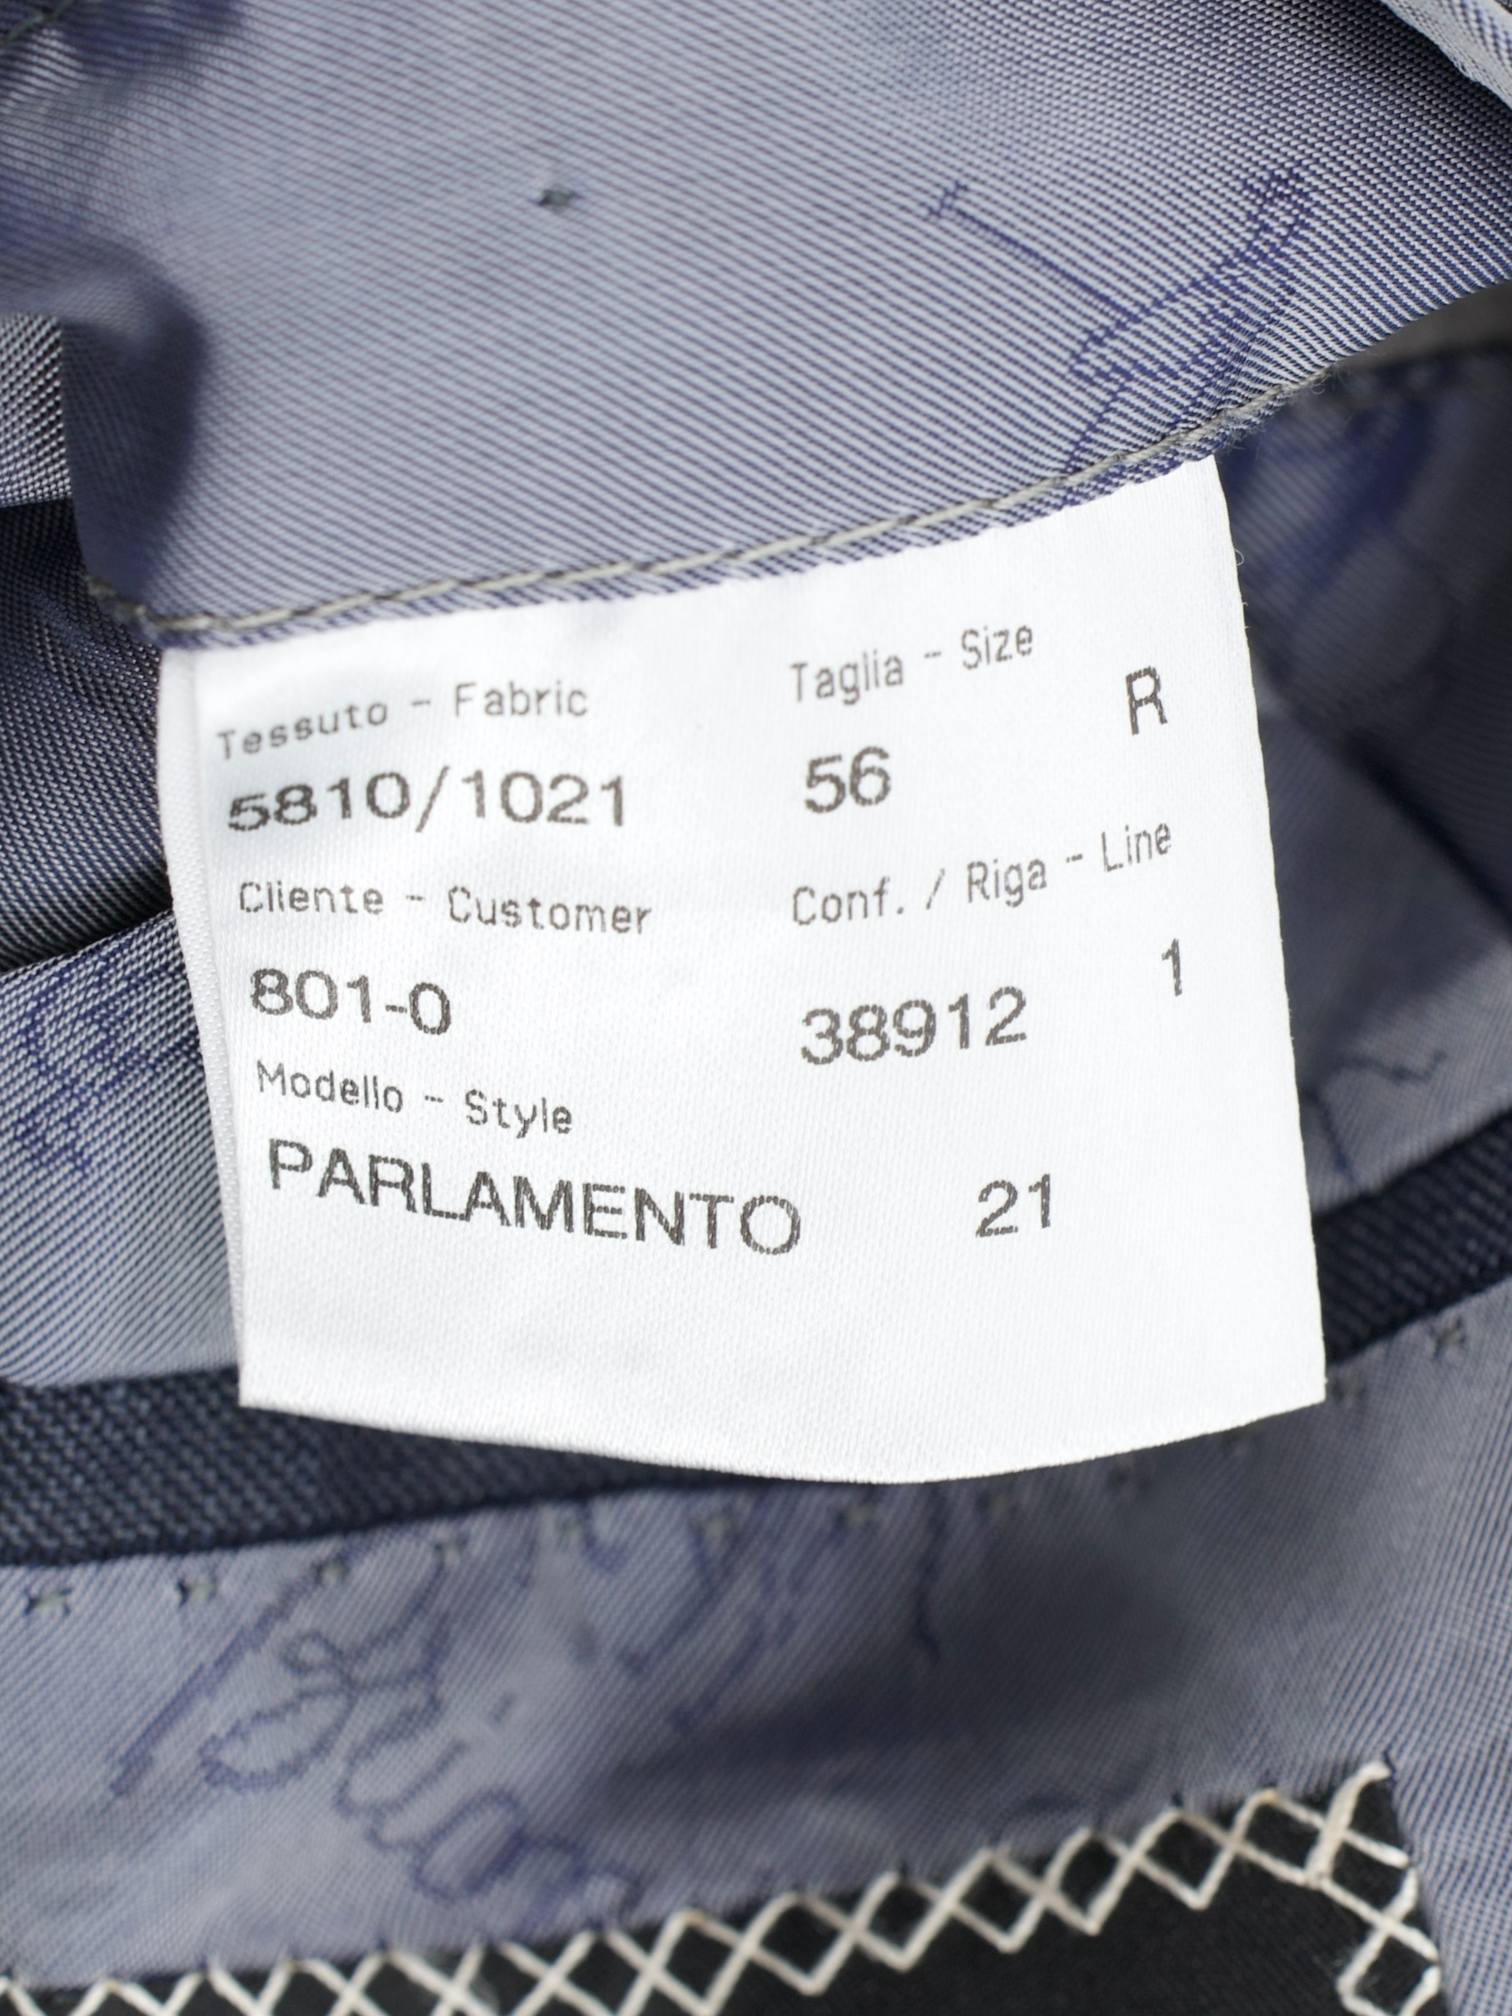 Tessuto - Fabric
Taglia - Size
5810/1021
56
R
Cliente - Customer
Conf. / Riga - Line
801-0
38912
1
Modello - Style
PARLAMENTO
21